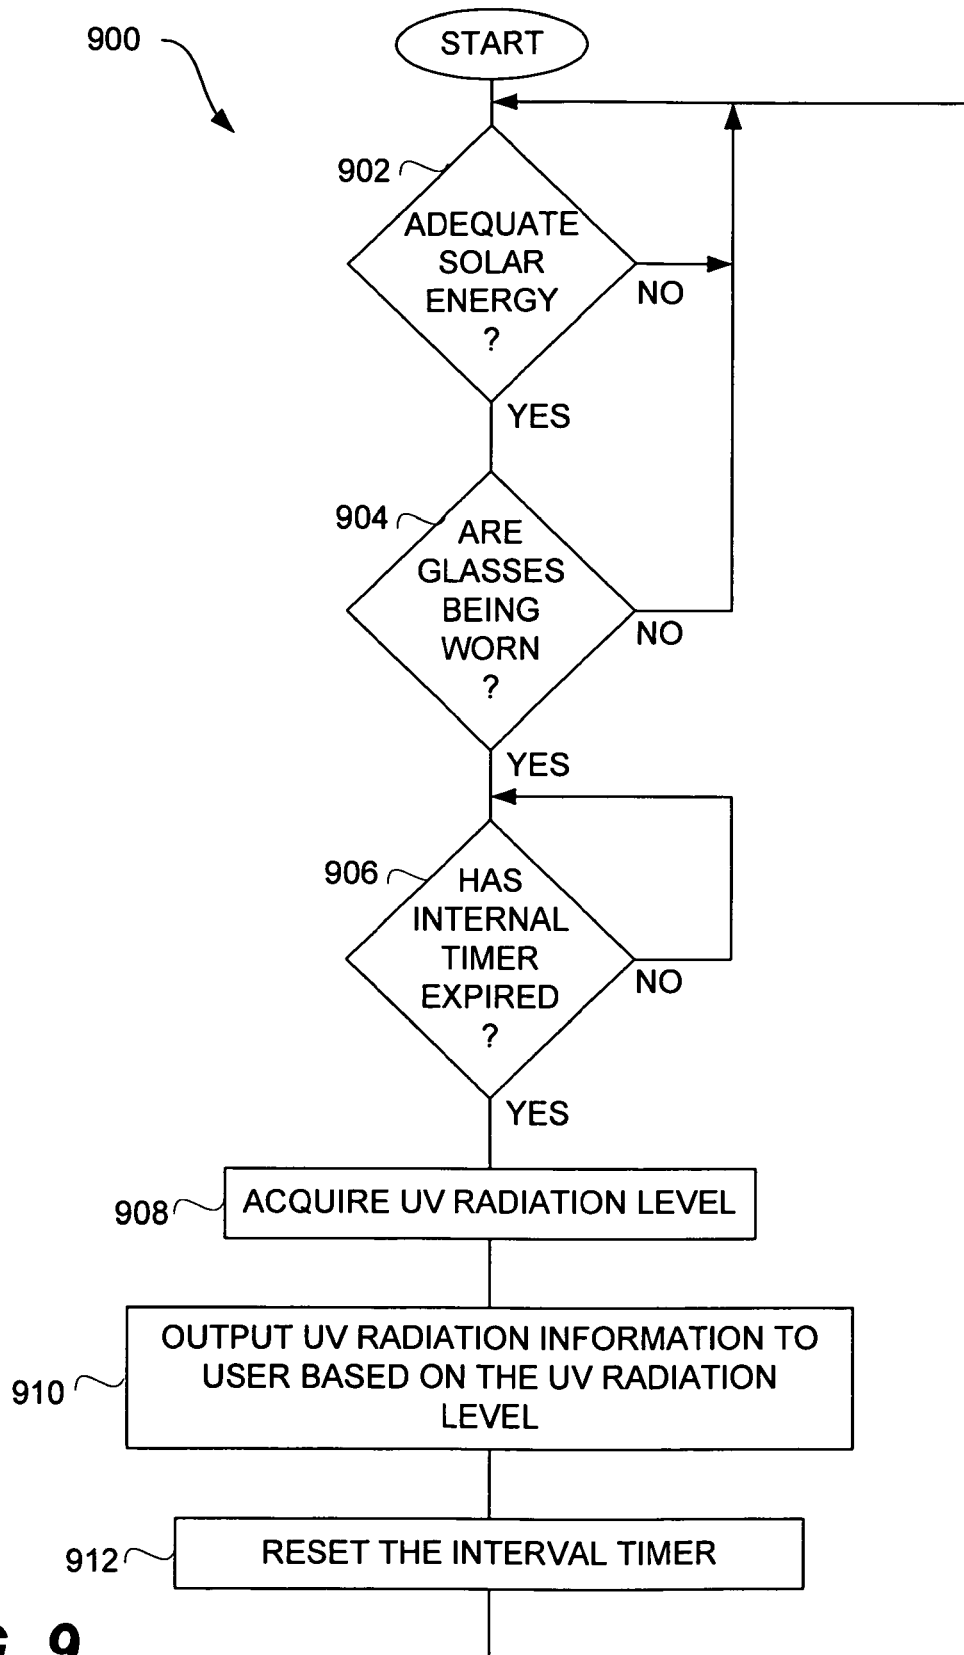 START
900
902
ADEQUATE
SOLAR
ENERGY
?
NO
YES
904
ARE
GLASSES
BEING
WORN
?
NO
YES
906
HAS
INTERNAL
TIMER
EXPIRED
?
NO
YES
908
ACQUIRE UV RADIATION LEVEL
910
OUTPUT UV RADIATION INFORMATION TO
USER BASED ON THE UV RADIATION
LEVEL
912
RESET THE INTERVAL TIMER
9